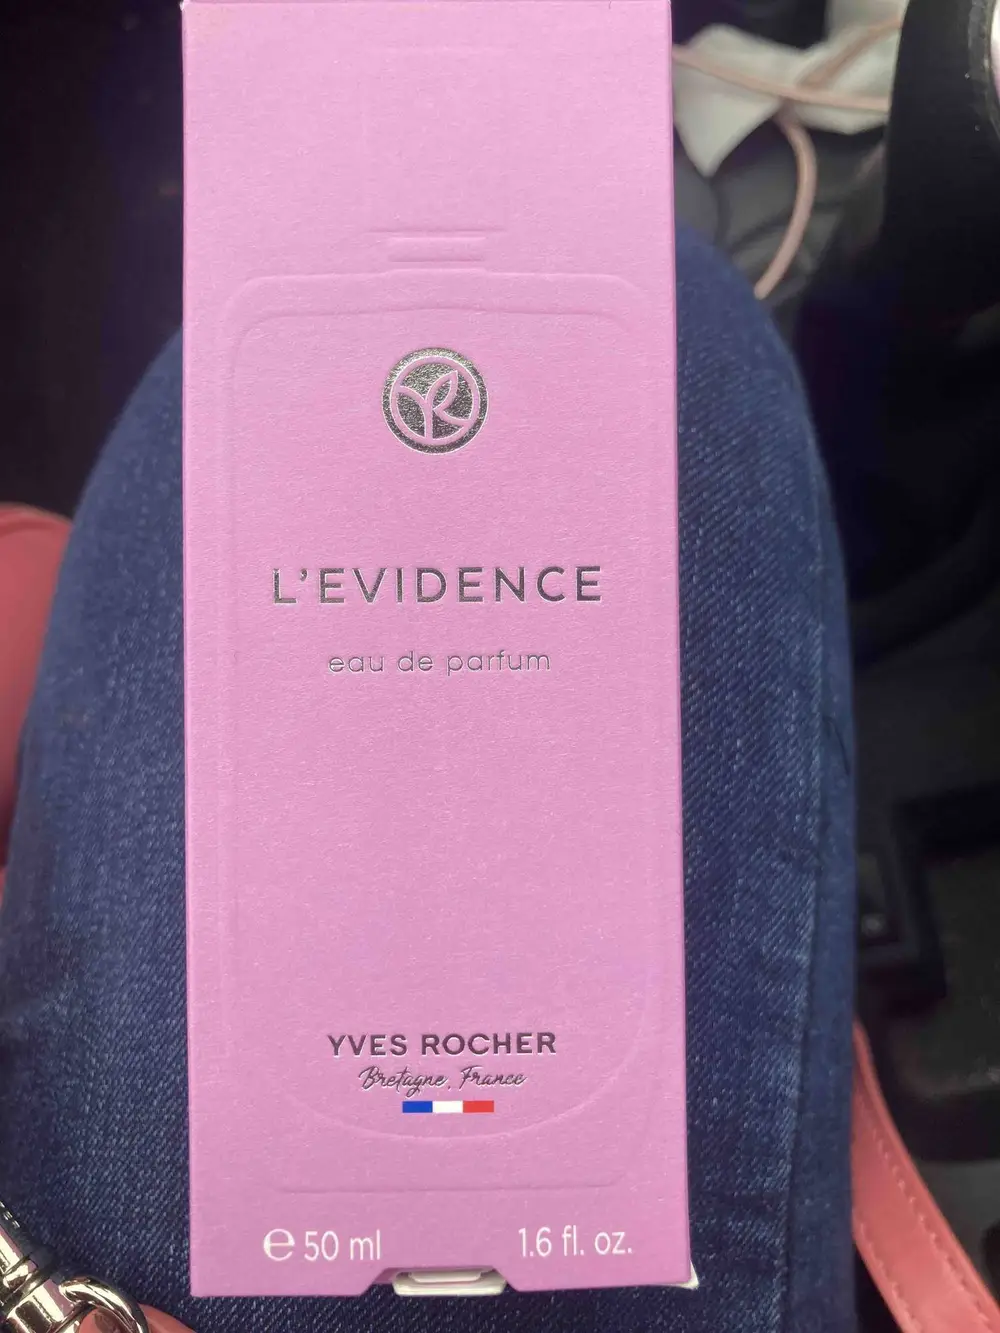 L'EVIDENCE
eau de parfum
YVES ROCHER
Bretagne, France
℮ 50 ml 1.6 fl. oz.